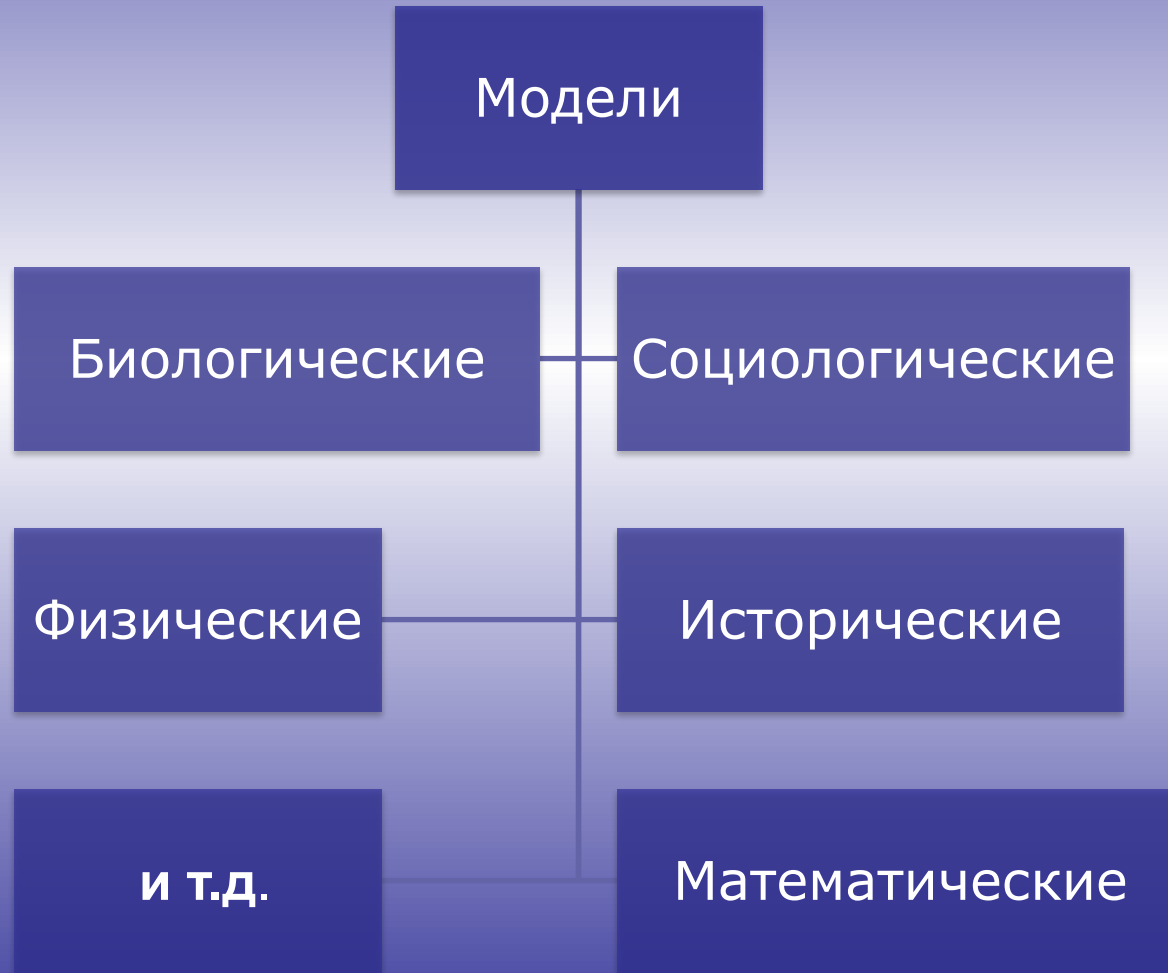 Модели
Биологические
Социологические
Физические
Исторические
и т.д.
Математические